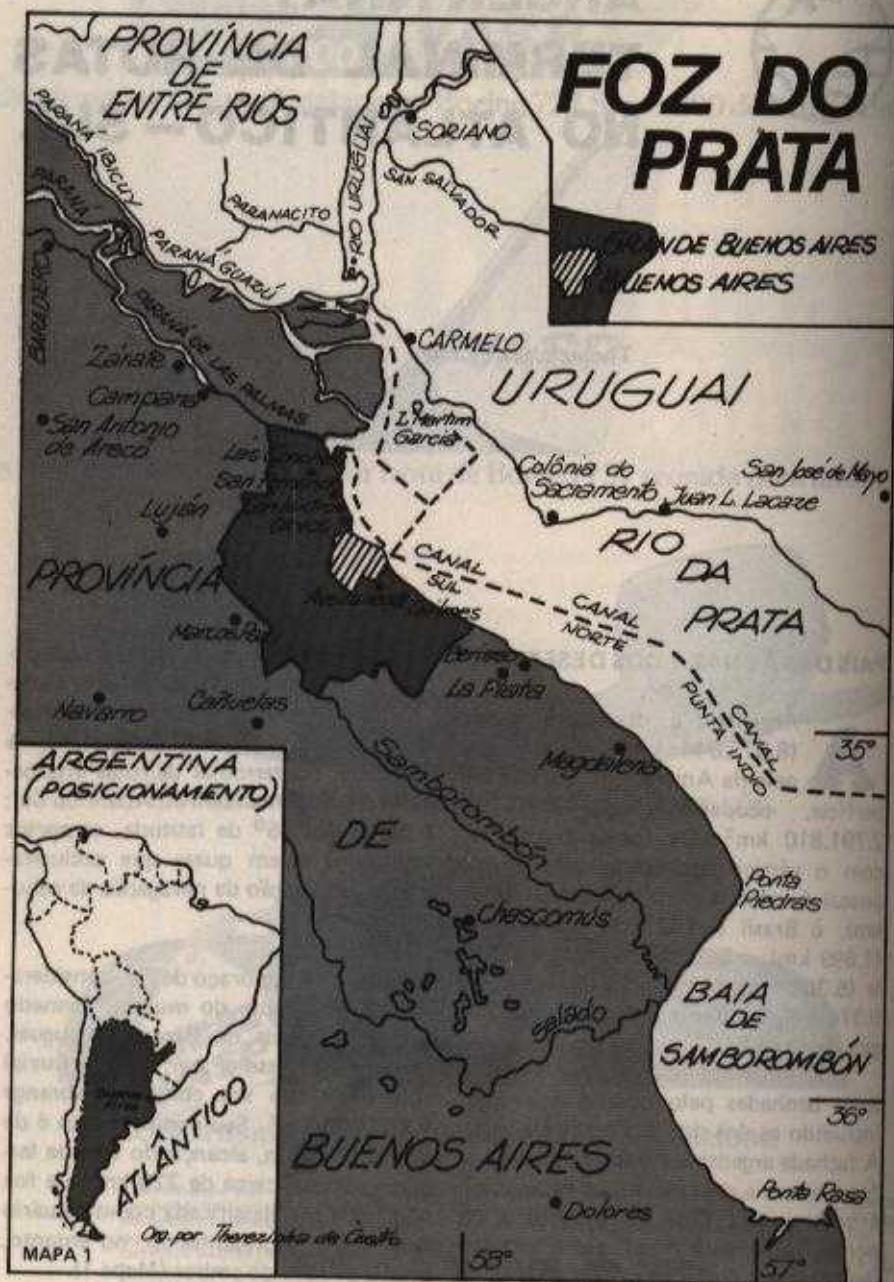 PROVÍNCIA
DE
ENTRE RIOS
FOZ DO
PRATA
GRANDE BUENOS AIRES
BUENOS AIRES
SORIANO
SAN SALVADOR
RIO URUGUAI
PARANACITO
PARANÁ IBICUY
PARANÁ
PARANÁ GUAZÚ
BARADERO
PARANÁ DE LAS PALMAS
Zárate
Campana
San Antonio
de Areco
CARMELO
URUGUAI
I. Martim
García
Colônia do
Sacramento
Juan L. Lacaze
San José de Mayo
RIO
DA
PRATA
CANAL
SUL
CANAL
NORTE
CANAL
PUNTA INDIO
Luján
PROVÍNCIA
Marcos Paz
Navarro
Cañuelas
La Plata
Magdalena
35°
Samborombón
DE
Chascomús
Salado
Ponta
Piedras
BAIA
DE
SAMBOROMBÓN
36°
BUENOS AIRES
Dolores
Ponta Rasa
58°
57°
ARGENTINA
(POSICIONAMENTO)
ATLÂNTICO
Org. por Therezinha de Castro
MAPA 1